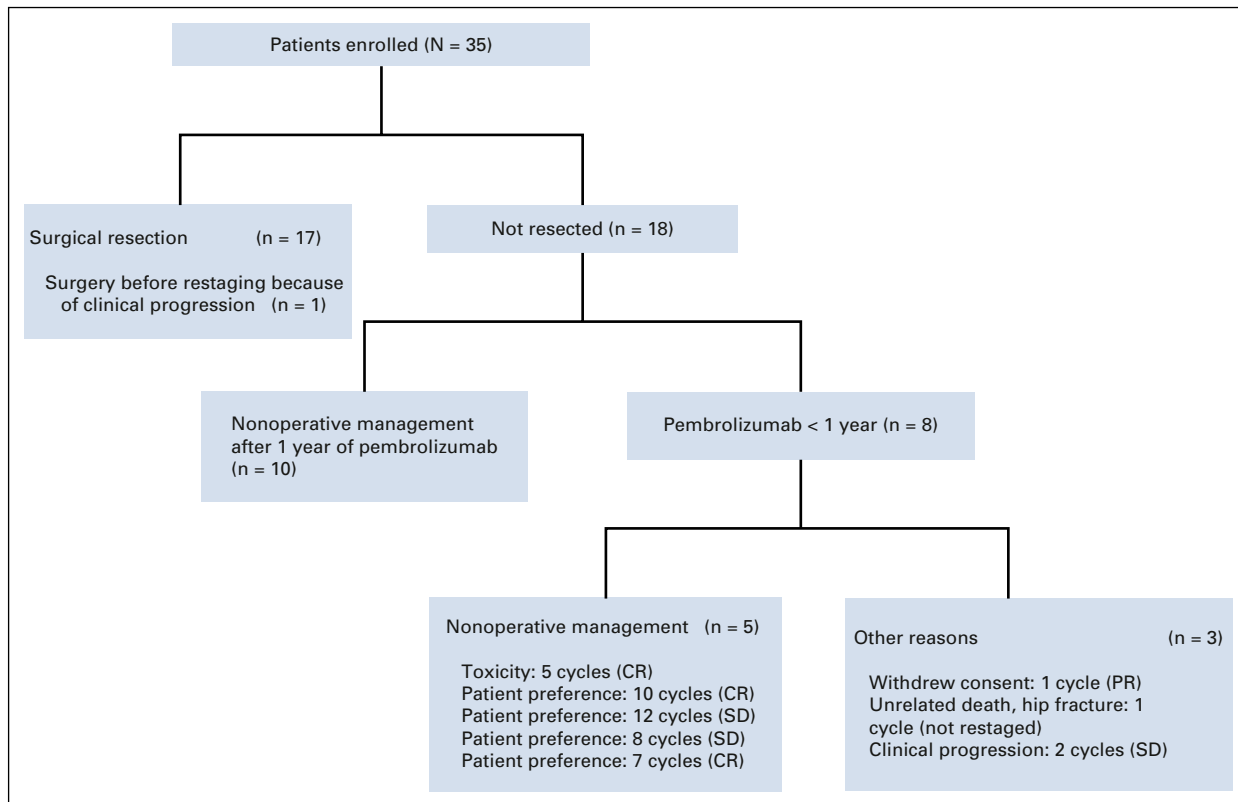 Patients enrolled (N = 35)
Surgical resection (n = 17)
Surgery before restaging because
of clinical progression (n = 1)
Not resected (n = 18)
Nonoperative management
after 1 year of pembrolizumab
(n = 10)
Pembrolizumab < 1 year (n = 8)
Nonoperative management (n = 5)
Toxicity: 5 cycles (CR)
Patient preference: 10 cycles (CR)
Patient preference: 12 cycles (SD)
Patient preference: 8 cycles (SD)
Patient preference: 7 cycles (CR)
Other reasons (n = 3)
Withdrew consent: 1 cycle (PR)
Unrelated death, hip fracture: 1
cycle (not restaged)
Clinical progression: 2 cycles (SD)